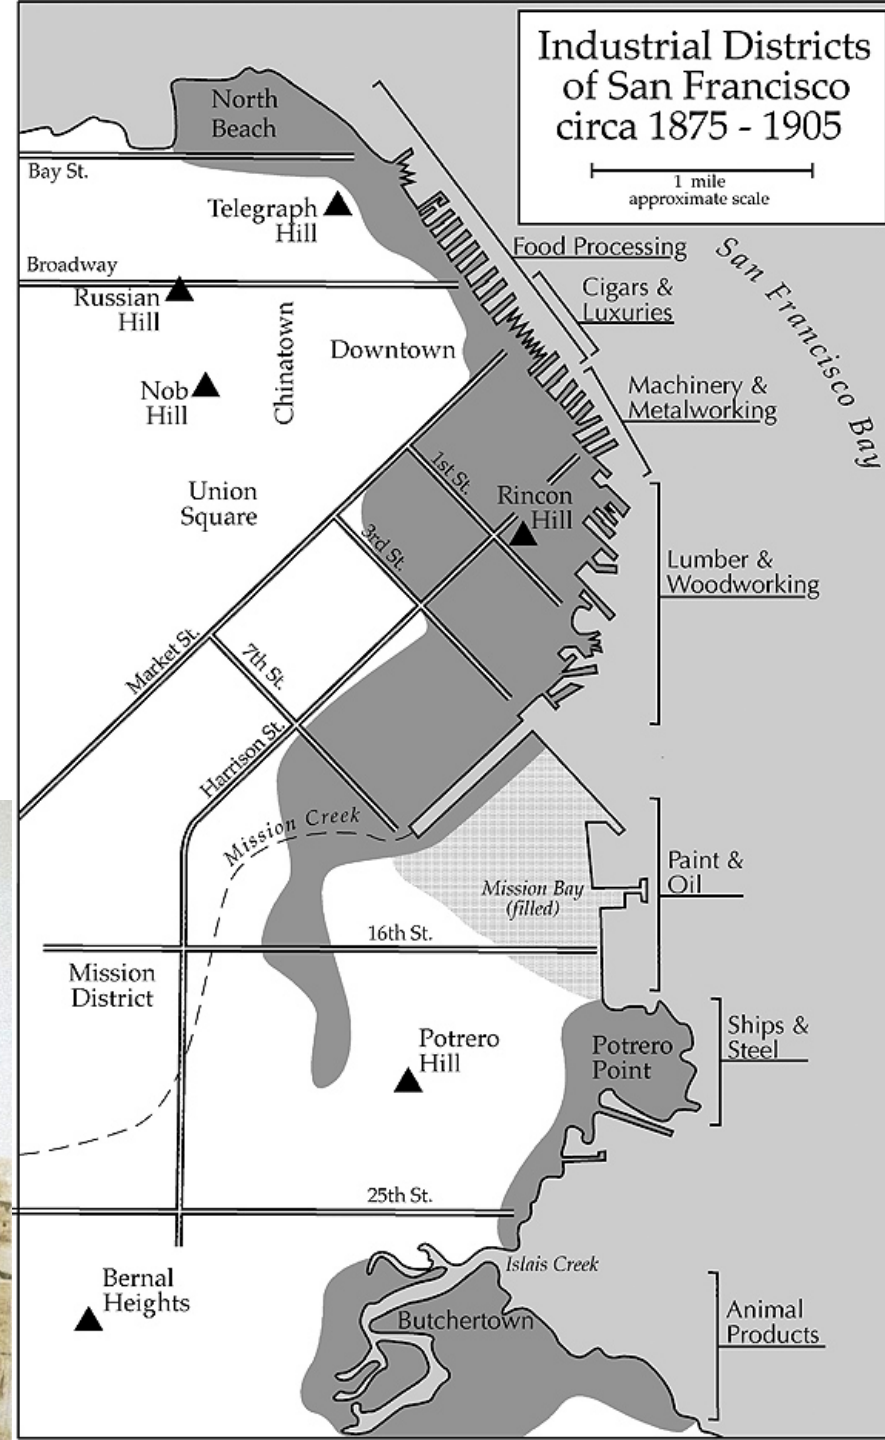 Industrial Districts
of San Francisco
circa 1875 - 1905
1 mile
approximate scale
North
Beach
Bay St.
Telegraph
Hill
Broadway
Russian
Hill
Chinatown
Downtown
Nob
Hill
Union
Square
Food Processing
Cigars &
Luxuries
San Francisco Bay
Machinery &
Metalworking
1st St.
Rincon
Hill
3rd St.
Lumber &
Woodworking
Market St.
7th St.
Harrison St.
Mission Creek
Mission Bay
(filled)
Paint &
Oil
16th St.
Mission
District
Potrero
Hill
Potrero
Point
Ships &
Steel
25th St.
Islais Creek
Bernal
Heights
Butchertown
Animal
Products